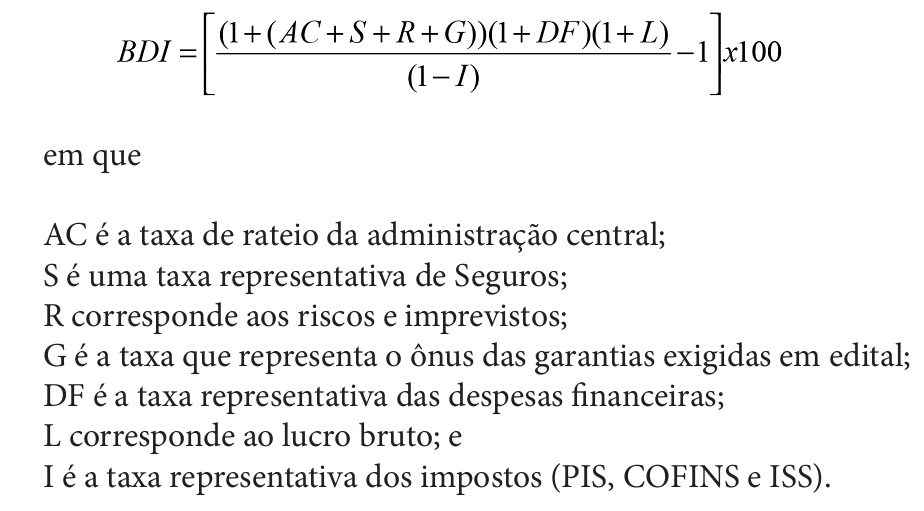 BDI = [ (1+(AC+S+R+G))(1+DF)(1+L) / (1−I) −1 ] x100
em que
AC é a taxa de rateio da administração central;
S é uma taxa representativa de Seguros;
R corresponde aos riscos e imprevistos;
G é a taxa que representa o ônus das garantias exigidas em edital;
DF é a taxa representativa das despesas financeiras;
L corresponde ao lucro bruto; e
I é a taxa representativa dos impostos (PIS, COFINS e ISS).